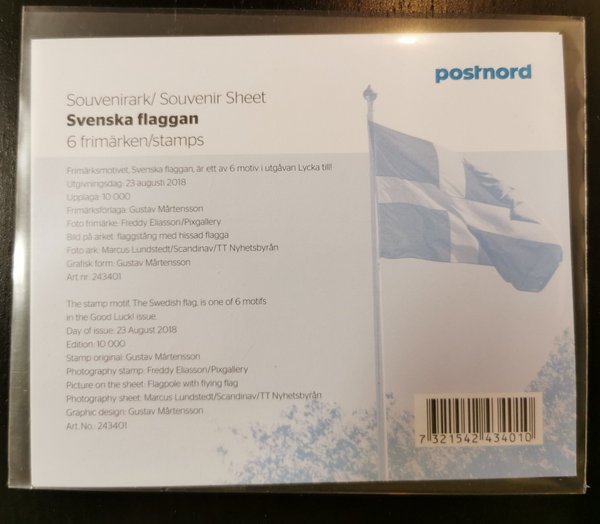 postnord
Souvenirark/ Souvenir Sheet
Svenska flaggan
6 frimärken/stamps
Frimärksmotivet, Svenska flaggan, är ett av 6 motiv i utgåvan Lycka till!
Utgivningsdag: 23 augusti 2018
Upplaga: 10 000
Frimärksförlaga: Gustav Mårtensson
Foto frimärke: Freddy Eliasson/Pixgallery
Bild på arket: flaggstång med hissad flagga
Foto ark: Marcus Lundstedt/Scandinav/TT Nyhetsbyrån
Grafisk form: Gustav Mårtensson
Art nr: 243401
The stamp motif, The Swedish flag, is one of 6 motifs
in the Good Luck! issue.
Day of issue: 23 August 2018
Edition: 10 000
Stamp original: Gustav Mårtensson
Photography stamp: Freddy Eliasson/Pixgallery
Picture on the sheet: Flagpole with flying flag
Photography sheet: Marcus Lundstedt/Scandinav/TT Nyhetsbyrån
Graphic design: Gustav Mårtensson
Art.No.: 243401
7 321542 434010